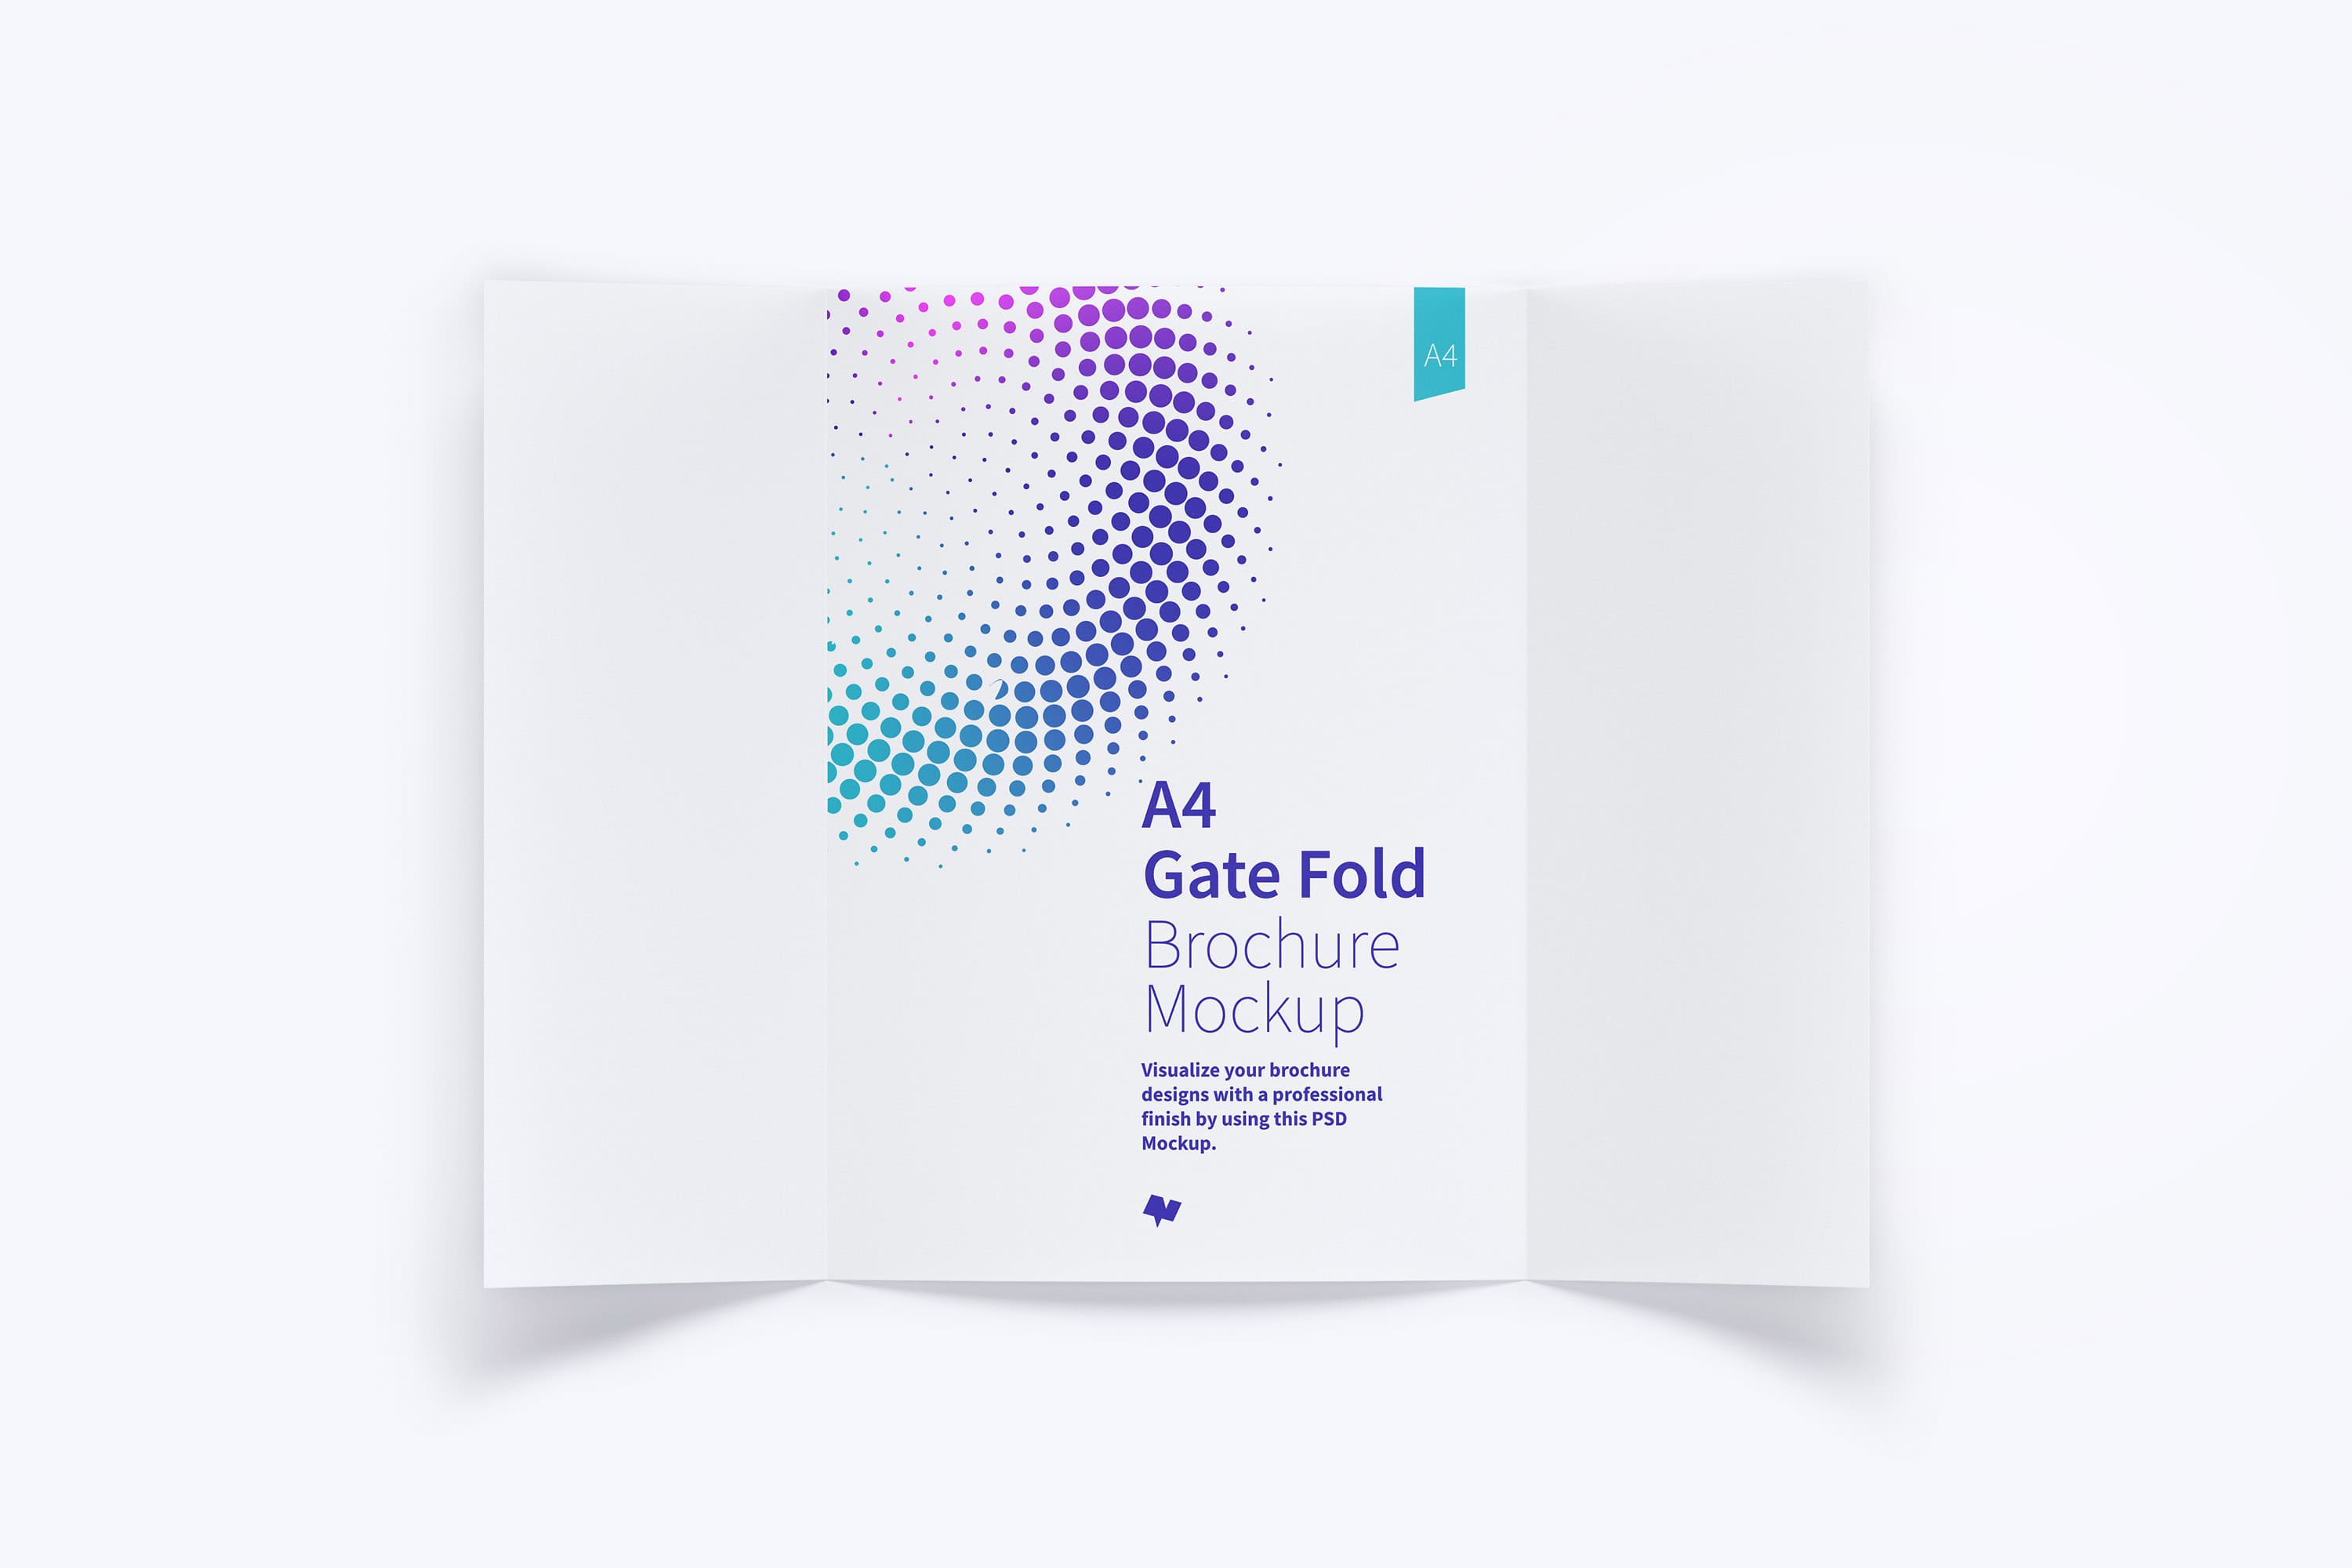 A4
A4
Gate Fold
Brochure
Mockup
Visualize your brochure
designs with a professional
finish by using this PSD
Mockup.